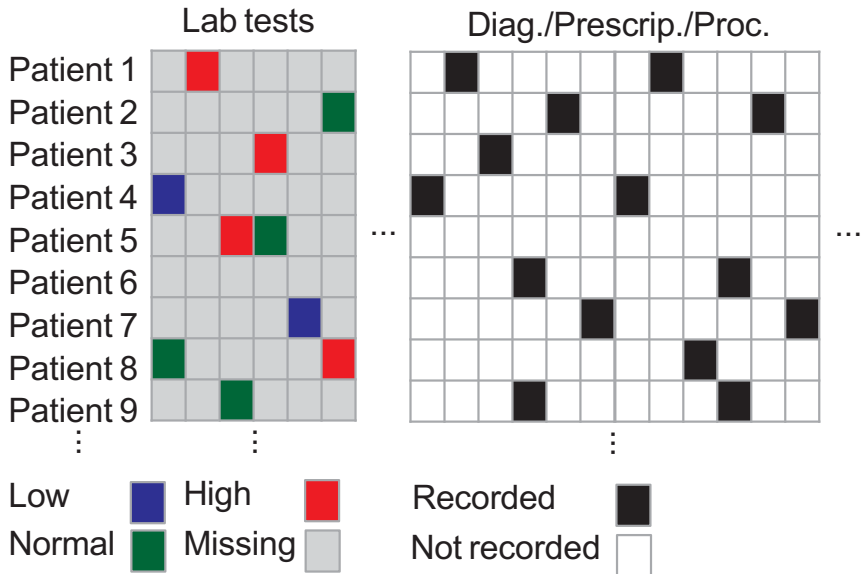 Lab tests
Diag./Prescrip./Proc.
Patient 1
Patient 2
Patient 3
Patient 4
Patient 5
...
...
Patient 6
Patient 7
Patient 8
Patient 9
⋮
⋮
⋮
Low
High
Recorded
Normal
Missing
Not recorded